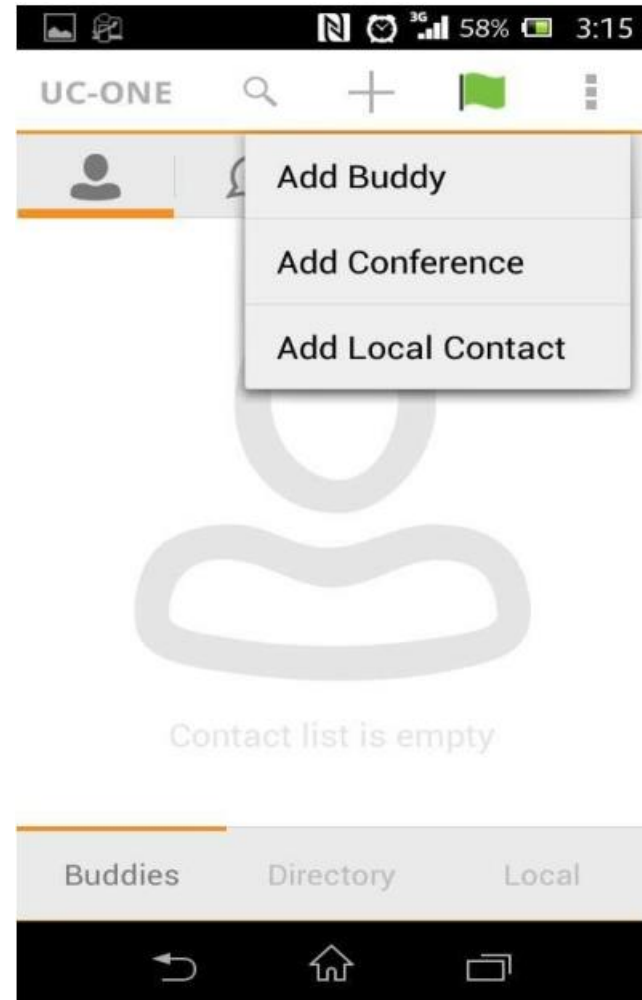 3G 58% 3:15
UC-ONE
Add Buddy
Add Conference
Add Local Contact
Contact list is empty
Buddies Directory Local